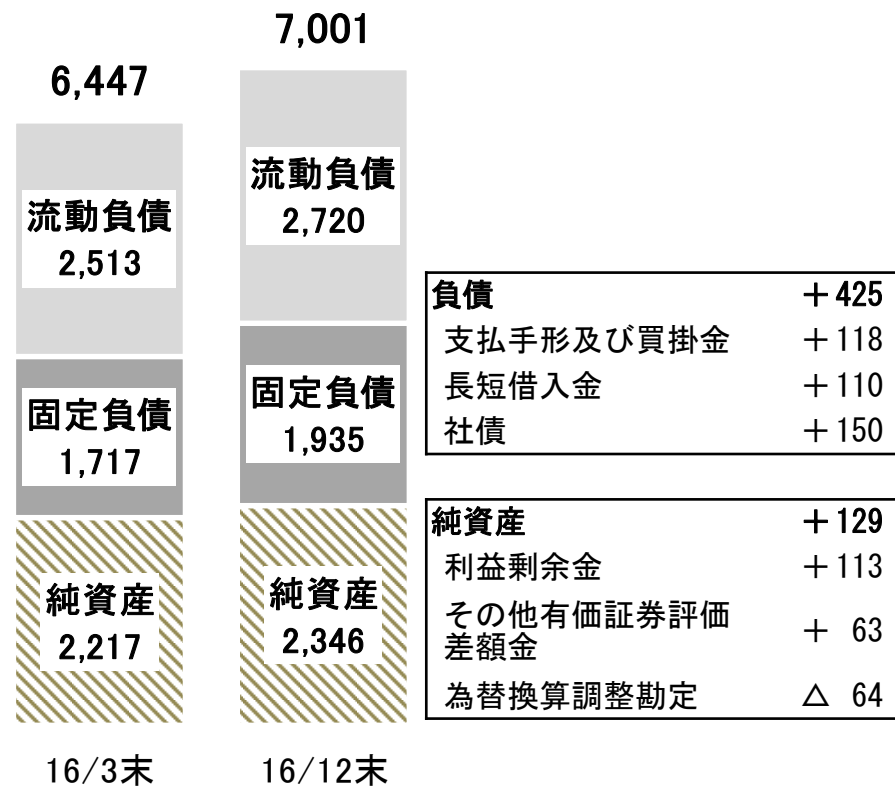 6,447
流動負債
2,513
固定負債
1,717
純資産
2,217
16/3末
7,001
流動負債
2,720
固定負債
1,935
純資産
2,346
16/12末
負債 ＋425
支払手形及び買掛金 ＋118
長短借入金 ＋110
社債 ＋150
純資産 ＋129
利益剰余金 ＋113
その他有価証券評価
差額金 ＋ 63
為替換算調整勘定 △ 64